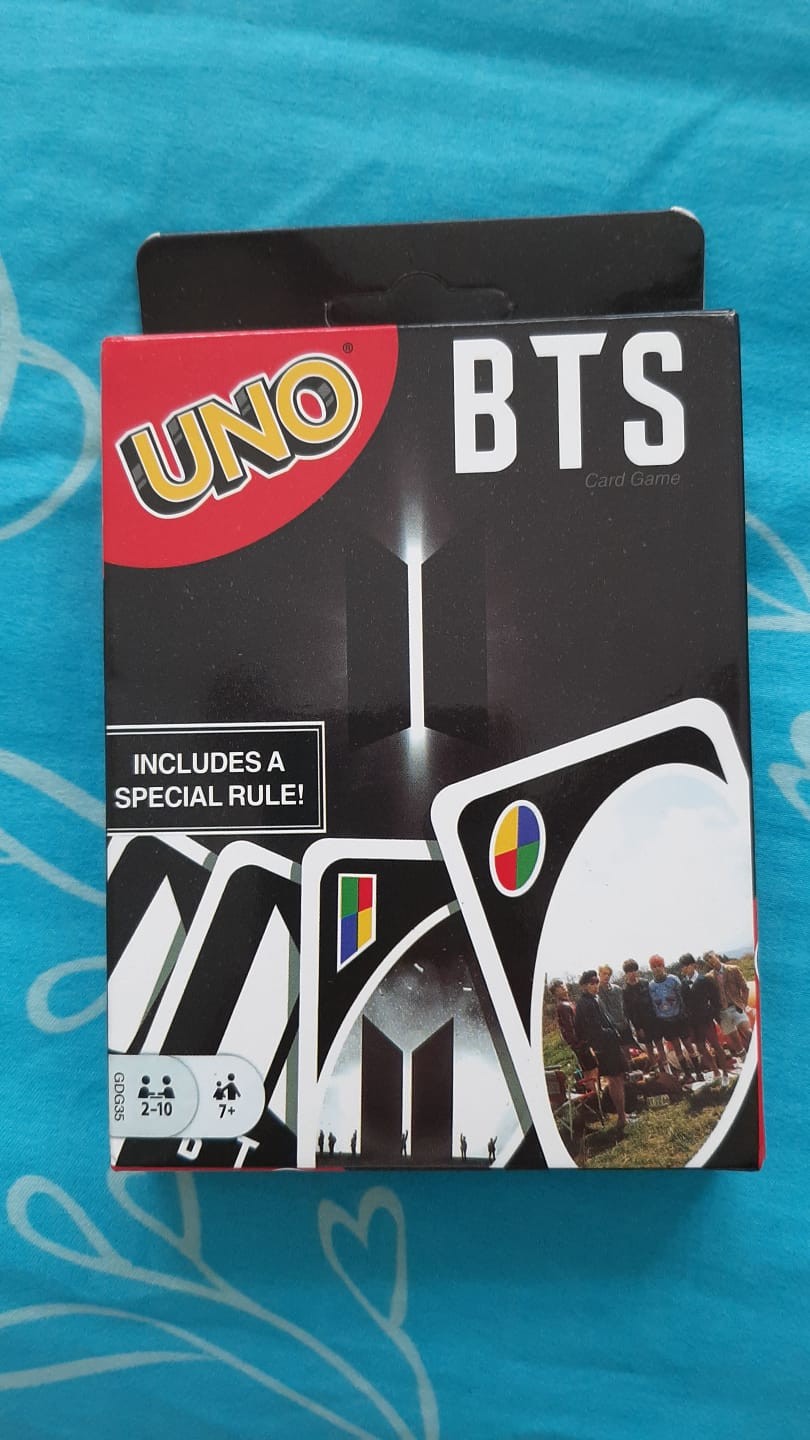 UNO®
BTS
Card Game
INCLUDES A
SPECIAL RULE!
GDG35
2-10
7+
B T